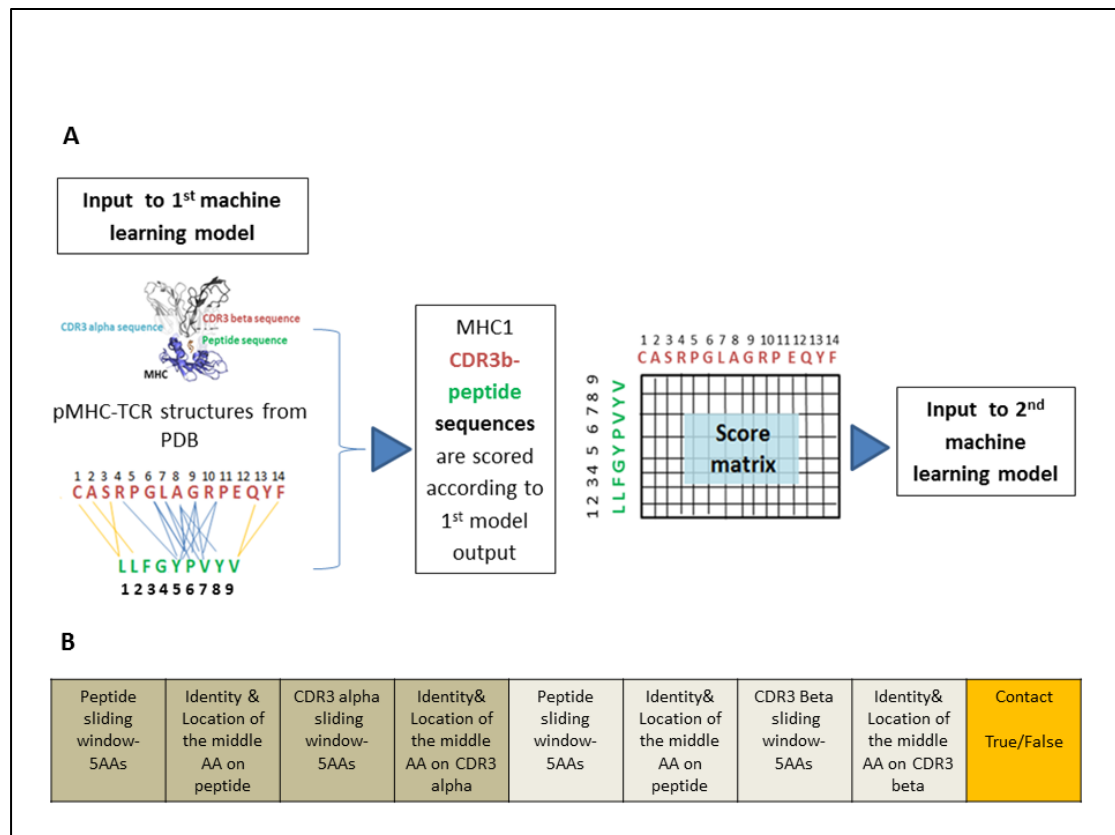 A
Input to 1st machine
learning model
CDR3 alpha sequence
CDR3 beta sequence
Peptide sequence
MHC
pMHC-TCR structures from
PDB
1 2 3 4 5 6 7 8 9 10 11 12 13 14
C A S R P G L A G R P E Q Y F
L L F G Y P V Y V
1 2 3 4 5 6 7 8 9
MHC1
CDR3b-
peptide
sequences
are scored
according to
1st model
output
1 2 3 4 5 6 7 8 9 10 11 12 13 14
C A S R P G L A G R P E Q Y F
1 2 3 4 5 6 7 8 9
L L F G Y P V Y V
Score
matrix
Input to 2nd
machine
learning model
B
Peptide
sliding
window-
5AAs
Identity &
Location of
the middle
AA on
peptide
CDR3 alpha
sliding
window-
5AAs
Identity&
Location of
the middle
AA on CDR3
alpha
Peptide
sliding
window-
5AAs
Identity&
Location of
the middle
AA on
peptide
CDR3 Beta
sliding
window-
5AAs
Identity&
Location of
the middle
AA on CDR3
beta
Contact
True/False